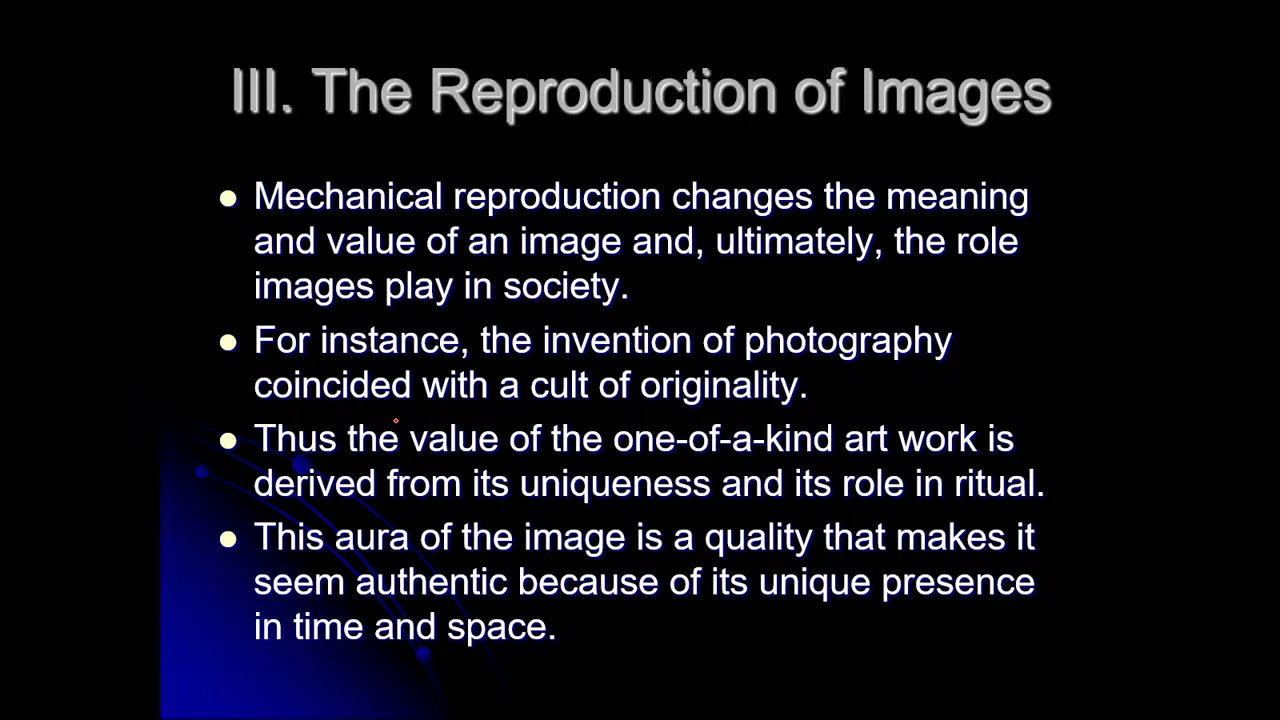 III. The Reproduction of Images
Mechanical reproduction changes the meaning
and value of an image and, ultimately, the role
images play in society.
For instance, the invention of photography
coincided with a cult of originality.
Thus the value of the one-of-a-kind art work is
derived from its uniqueness and its role in ritual.
This aura of the image is a quality that makes it
seem authentic because of its unique presence
in time and space.